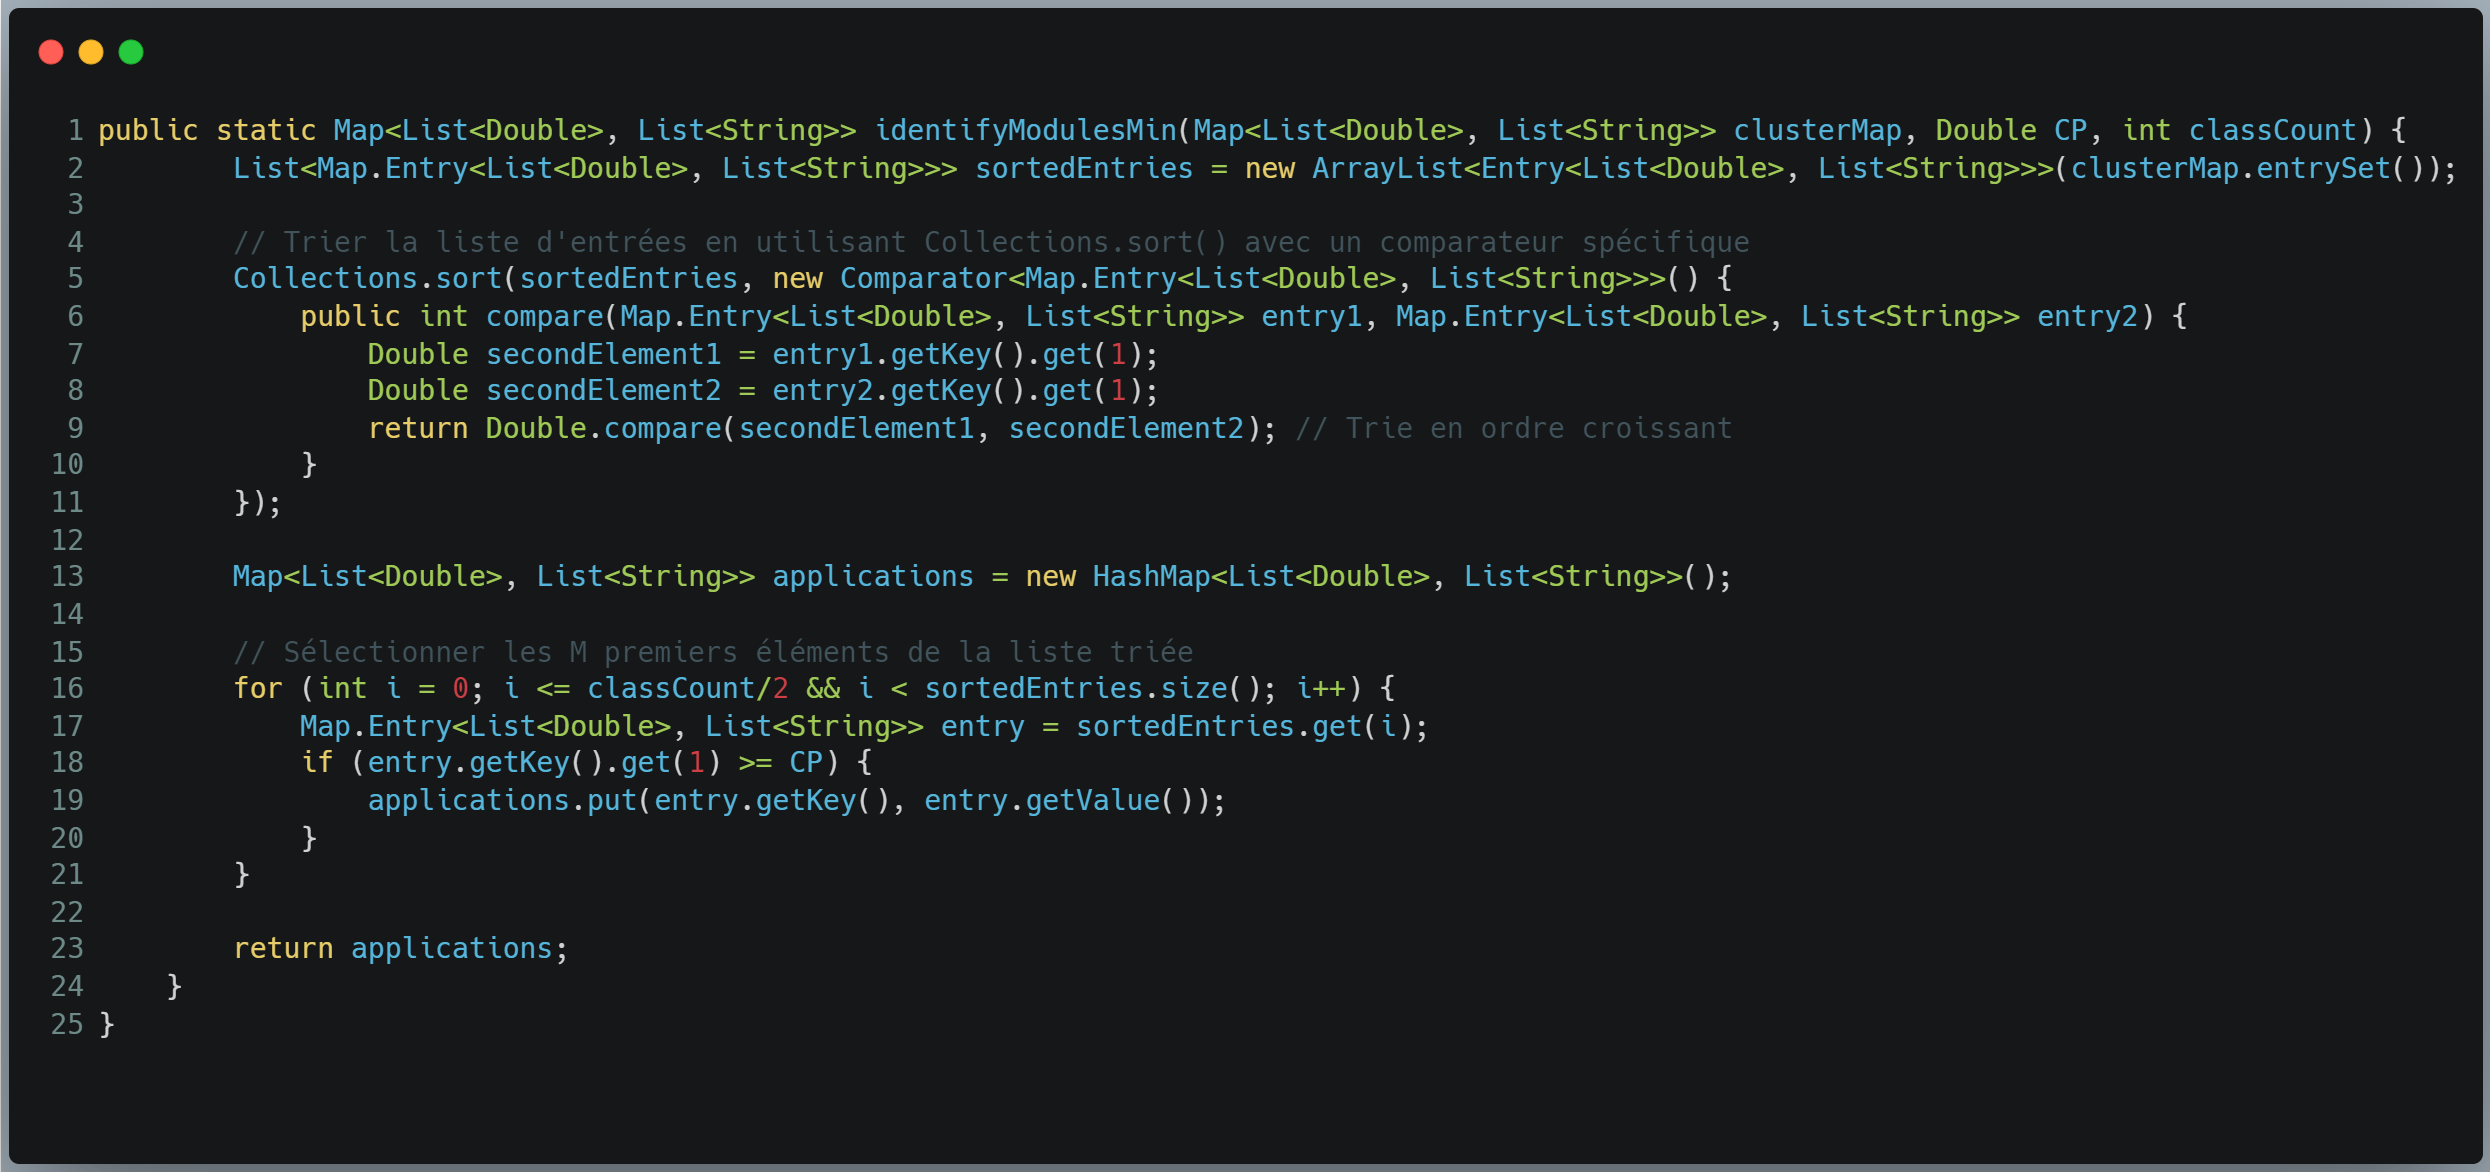 1 public static Map<List<Double>, List<String>> identifyModulesMin(Map<List<Double>, List<String>> clusterMap, Double CP, int classCount) {
2         List<Map.Entry<List<Double>, List<String>>> sortedEntries = new ArrayList<Entry<List<Double>, List<String>>>(clusterMap.entrySet());
3
4         // Trier la liste d'entrées en utilisant Collections.sort() avec un comparateur spécifique
5         Collections.sort(sortedEntries, new Comparator<Map.Entry<List<Double>, List<String>>>() {
6             public int compare(Map.Entry<List<Double>, List<String>> entry1, Map.Entry<List<Double>, List<String>> entry2) {
7                 Double secondElement1 = entry1.getKey().get(1);
8                 Double secondElement2 = entry2.getKey().get(1);
9                 return Double.compare(secondElement1, secondElement2); // Trie en ordre croissant
10             }
11         });
12
13         Map<List<Double>, List<String>> applications = new HashMap<List<Double>, List<String>>();
14
15         // Sélectionner les M premiers éléments de la liste triée
16         for (int i = 0; i <= classCount/2 && i < sortedEntries.size(); i++) {
17             Map.Entry<List<Double>, List<String>> entry = sortedEntries.get(i);
18             if (entry.getKey().get(1) >= CP) {
19                 applications.put(entry.getKey(), entry.getValue());
20             }
21         }
22
23         return applications;
24     }
25 }